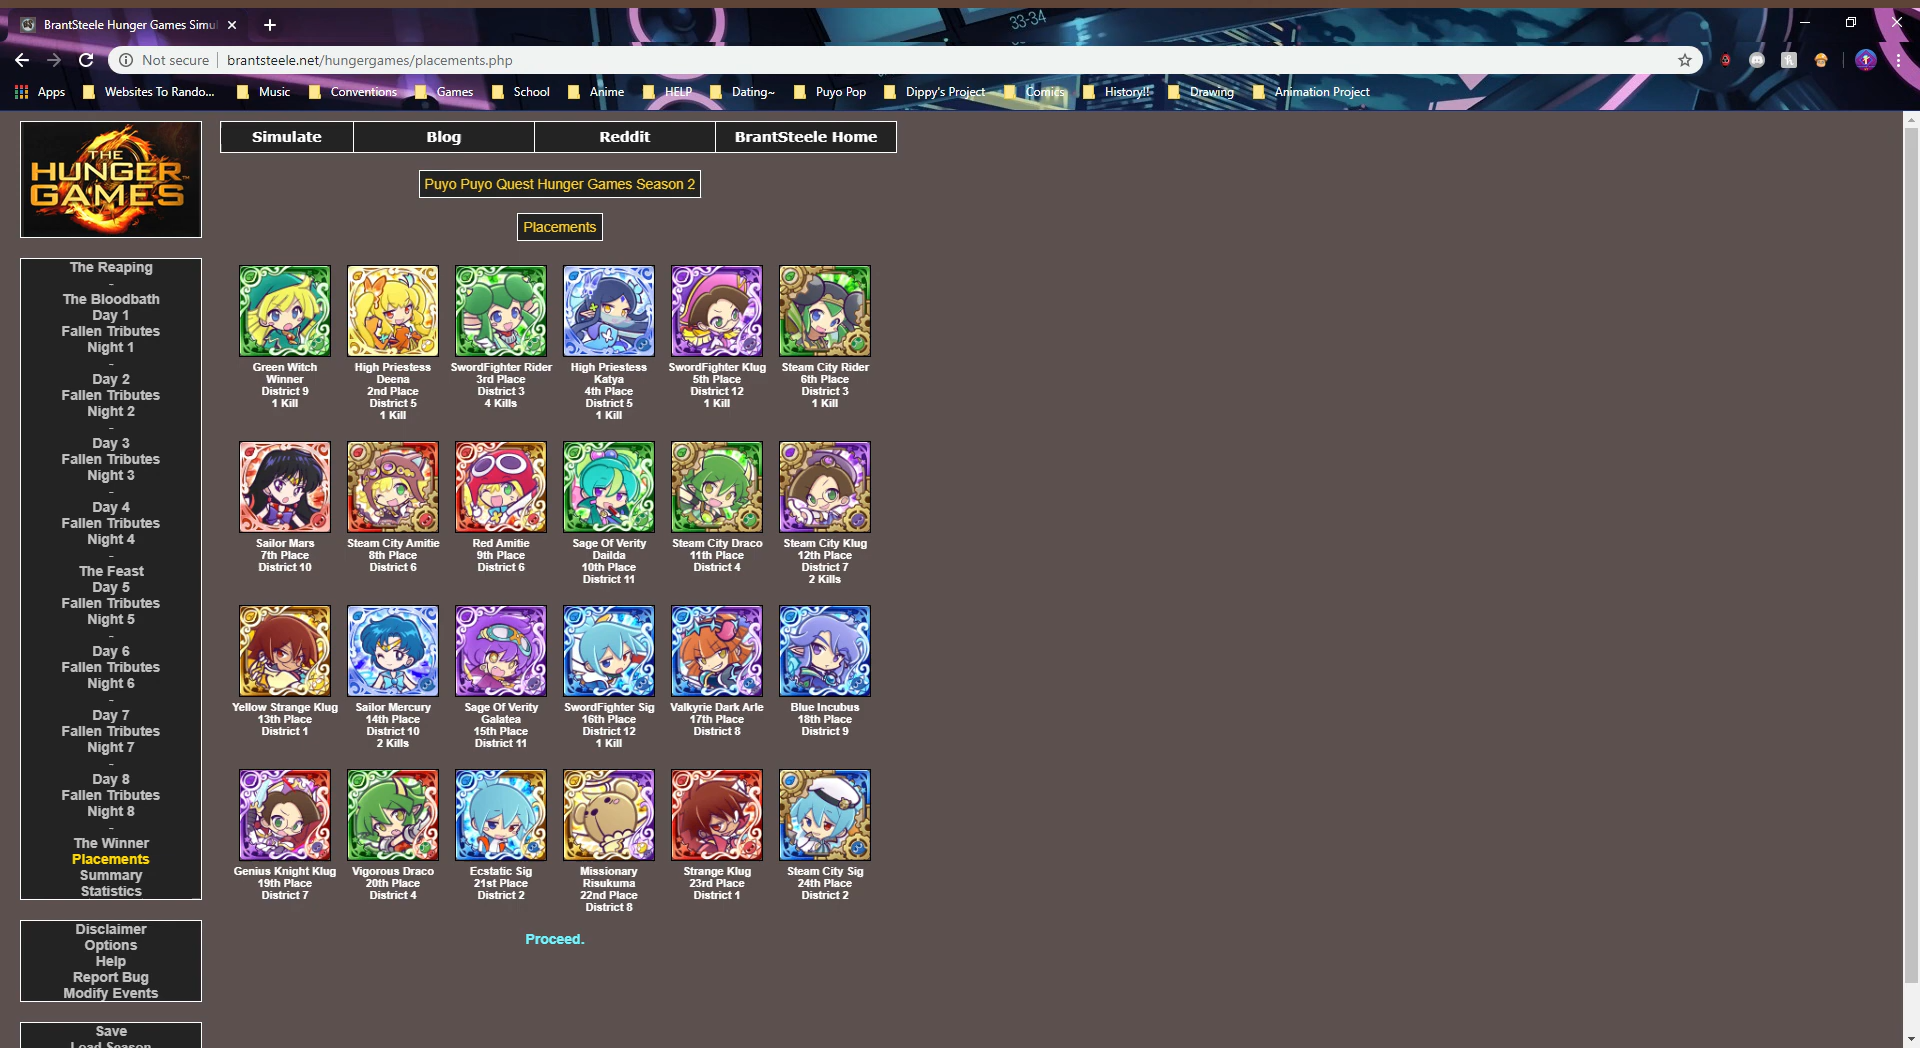 BrantSteele Hunger Games Simu
33-34
Not secure
brantsteele.net/hungergames/placements.php
Apps
Websites To Rando...
Music
Conventions
Games
School
Anime
HELP
Dating~
Puyo Pop
Dippy's Project
Comics
History!!
Drawing
Animation Project
THE
HUNGER
GAMES
Simulate
Blog
Reddit
BrantSteele Home
Puyo Puyo Quest Hunger Games Season 2
Placements
The Reaping
-
The Bloodbath
Day 1
Fallen Tributes
Night 1
-
Day 2
Fallen Tributes
Night 2
-
Day 3
Fallen Tributes
Night 3
-
Day 4
Fallen Tributes
Night 4
-
The Feast
Day 5
Fallen Tributes
Night 5
-
Day 6
Fallen Tributes
Night 6
-
Day 7
Fallen Tributes
Night 7
-
Day 8
Fallen Tributes
Night 8
-
The Winner
Placements
Summary
Statistics
Disclaimer
Options
Help
Report Bug
Modify Events
Save
Load Season
Green Witch
Winner
District 9
1 Kill
High Priestess
Deena
2nd Place
District 5
1 Kill
SwordFighter Rider
3rd Place
District 3
4 Kills
High Priestess
Katya
4th Place
District 5
1 Kill
SwordFighter Klug
5th Place
District 12
1 Kill
Steam City Rider
6th Place
District 3
1 Kill
Sailor Mars
7th Place
District 10
Steam City Amitie
8th Place
District 6
Red Amitie
9th Place
District 6
Sage Of Verity
Dailda
10th Place
District 11
Steam City Draco
11th Place
District 4
Steam City Klug
12th Place
District 7
2 Kills
Yellow Strange Klug
13th Place
District 1
Sailor Mercury
14th Place
District 10
2 Kills
Sage Of Verity
Galatea
15th Place
District 11
SwordFighter Sig
16th Place
District 12
1 Kill
Valkyrie Dark Arle
17th Place
District 8
Blue Incubus
18th Place
District 9
Genius Knight Klug
19th Place
District 7
Vigorous Draco
20th Place
District 4
Ecstatic Sig
21st Place
District 2
Missionary
Risukuma
22nd Place
District 8
Strange Klug
23rd Place
District 1
Steam City Sig
24th Place
District 2
Proceed.